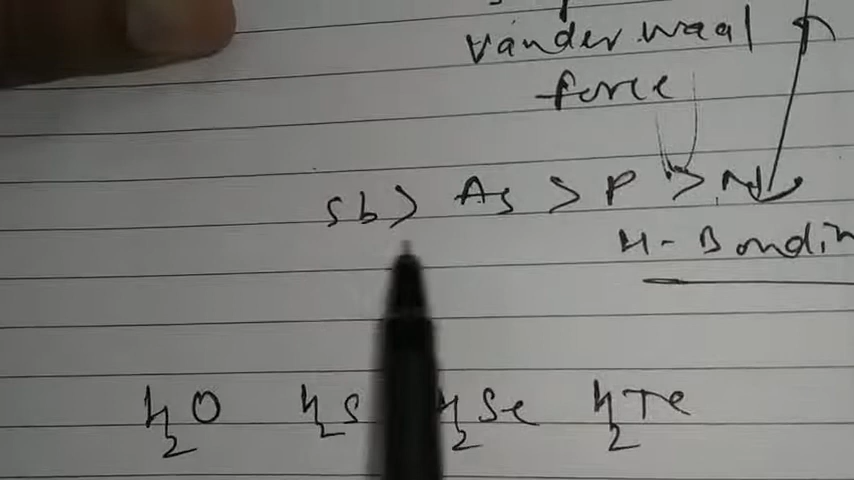 vander waal
force
Sb > As > P > N
H-Bondin
H2O H2S H2Se H2Te